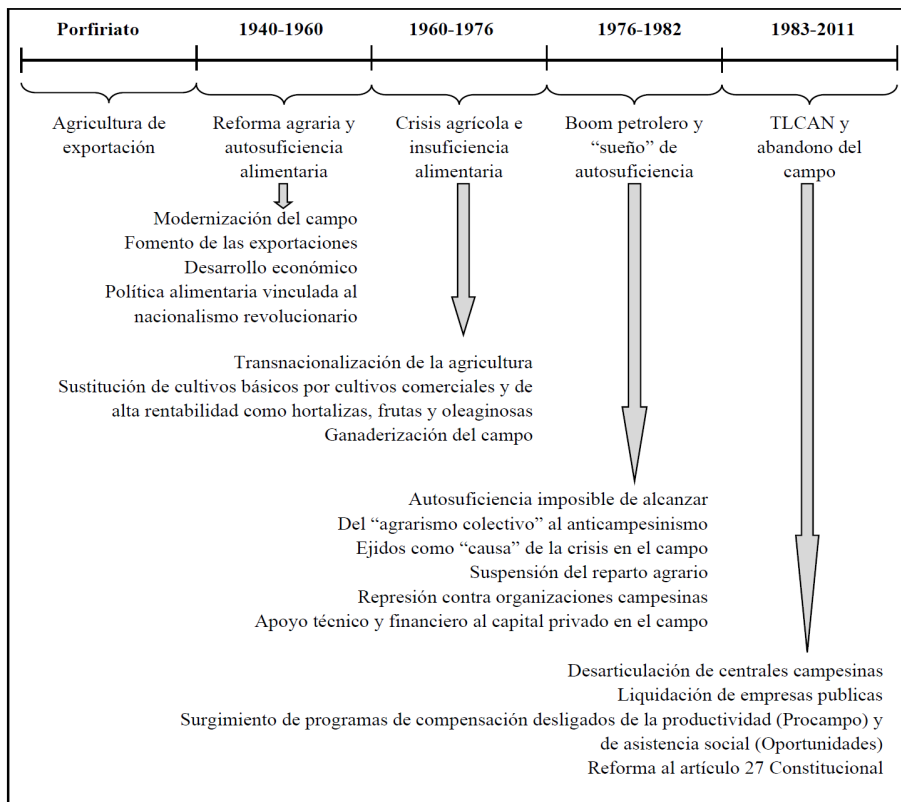 Porfiriato
1940-1960
1960-1976
1976-1982
1983-2011
Agricultura de
exportación
Reforma agraria y
autosuficiencia
alimentaria
Crisis agrícola e
insuficiencia
alimentaria
Boom petrolero y
“sueño” de
autosuficiencia
TLCAN y
abandono del
campo
Modernización del campo
Fomento de las exportaciones
Desarrollo económico
Política alimentaria vinculada al
nacionalismo revolucionario
Transnacionalización de la agricultura
Sustitución de cultivos básicos por cultivos comerciales y de
alta rentabilidad como hortalizas, frutas y oleaginosas
Ganaderización del campo
Autosuficiencia imposible de alcanzar
Del “agrarismo colectivo” al anticampesinismo
Ejidos como “causa” de la crisis en el campo
Suspensión del reparto agrario
Represión contra organizaciones campesinas
Apoyo técnico y financiero al capital privado en el campo
Desarticulación de centrales campesinas
Liquidación de empresas publicas
Surgimiento de programas de compensación desligados de la productividad (Procampo) y
de asistencia social (Oportunidades)
Reforma al artículo 27 Constitucional